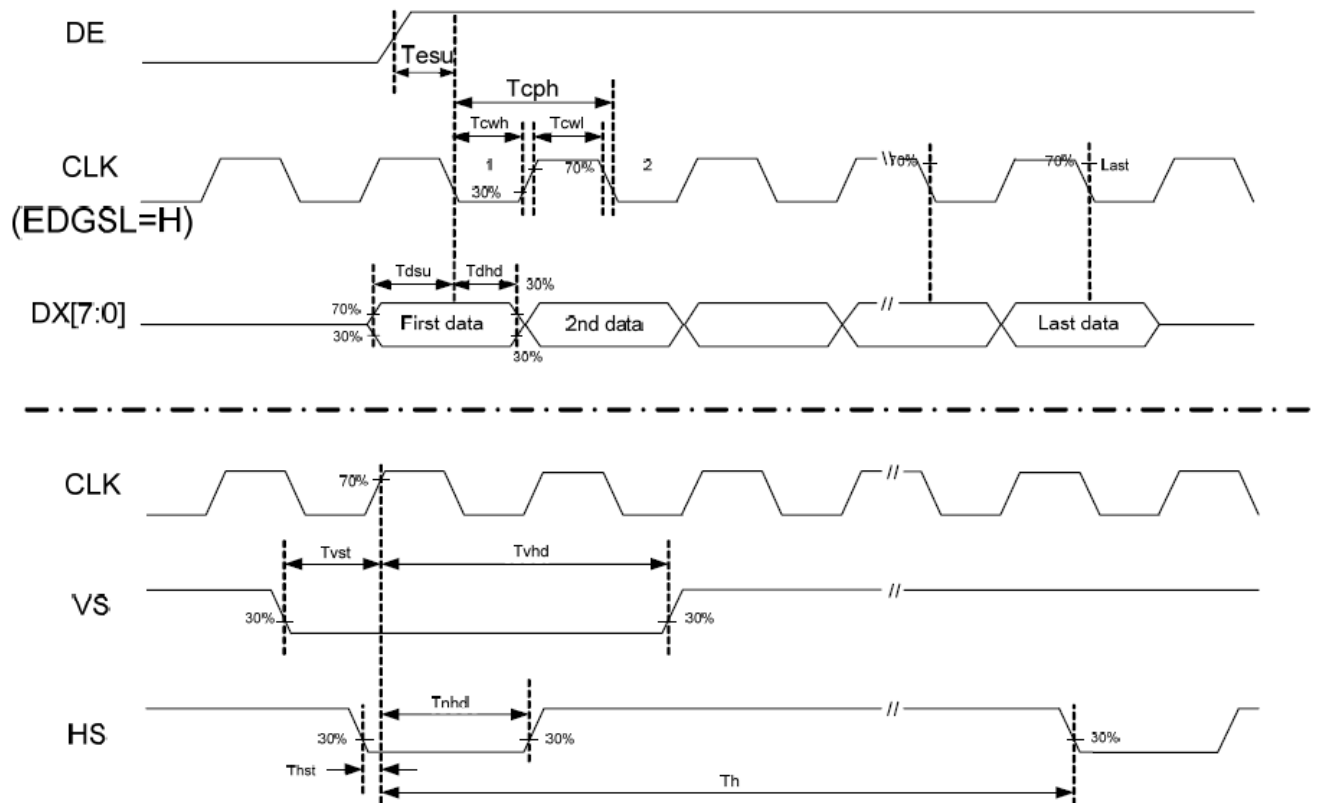 DE
Tesu
Tcph
Tcwh
Tcwl
CLK
1
70%
2
\\
70%
70%
Last
30%
(EDGSL=H)
Tdsu
Tdhd
30%
DX[7:0]
70%
First data
2nd data
//
Last data
30%
30%
CLK
70%
//
Tvst
Tvhd
VS
//
30%
30%
HS
//
30%
30%
30%
Thst
Th